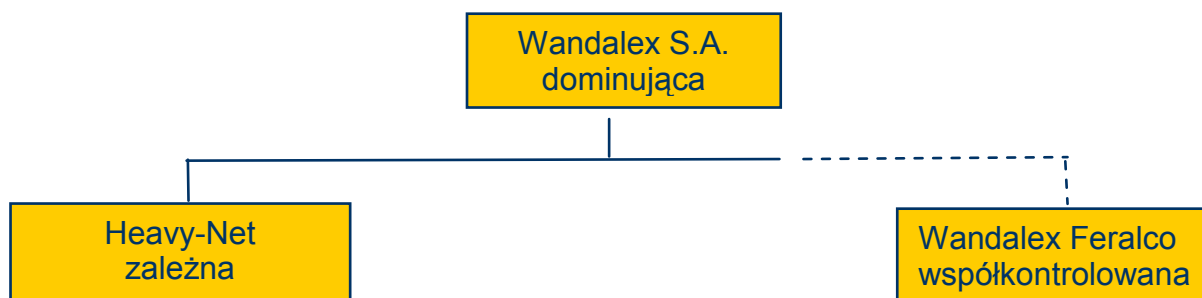 Wandalex S.A.
dominująca
Heavy-Net
zależna
Wandalex Feralco
współkontrolowana